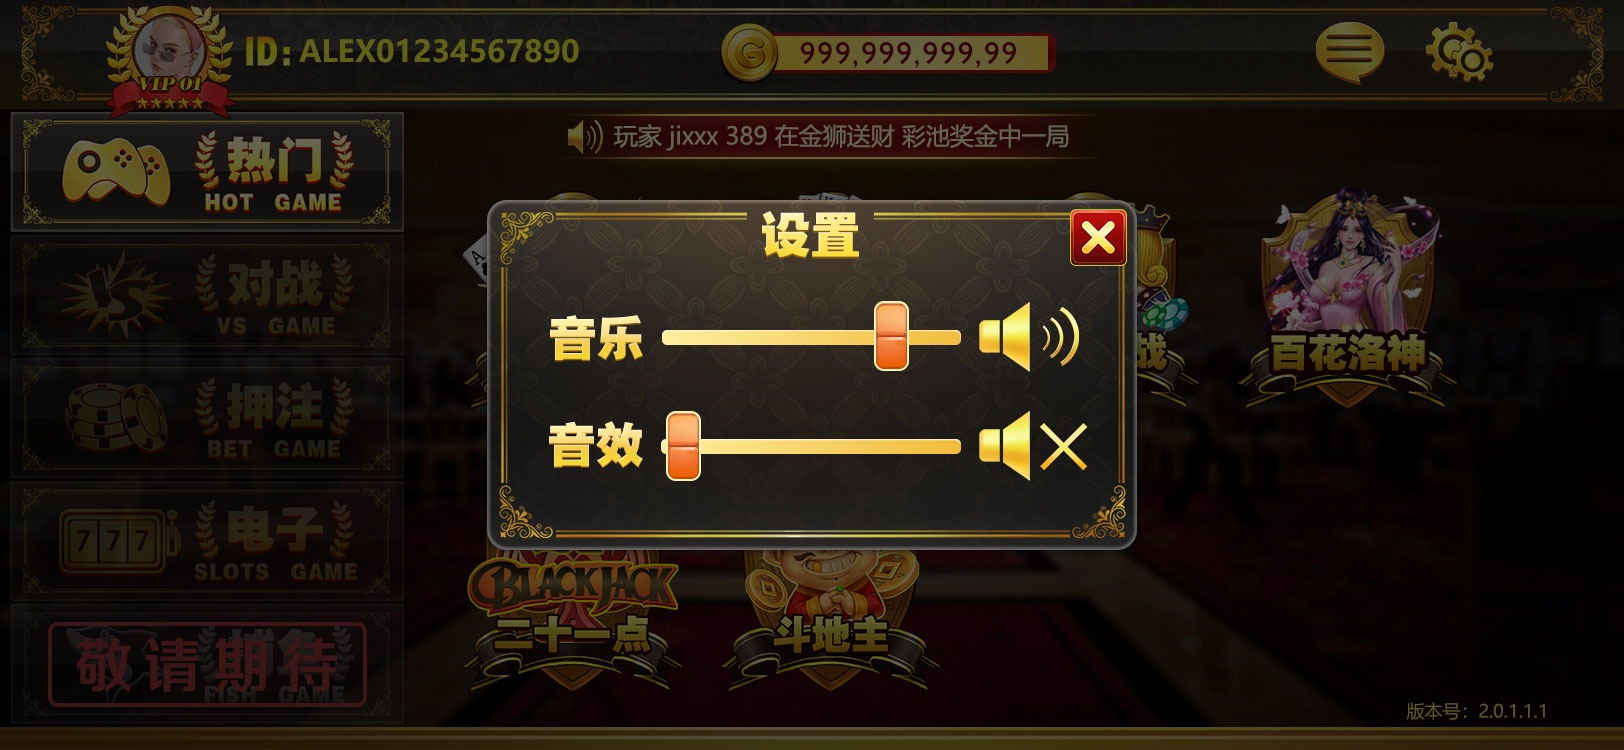 VIP 01
ID: ALEX01234567890
G
999,999,999,99
玩家 jixxx 389 在金狮送财 彩池奖金中一局
热门
HOT GAME
对战
VS GAME
押注
BET GAME
777
电子
SLOTS GAME
敬请期待
FISH GAME
设置
音乐
音效
A
战
百花洛神
BLACKJACK
二十一点
斗地主
版本号：2.0.1.1.1